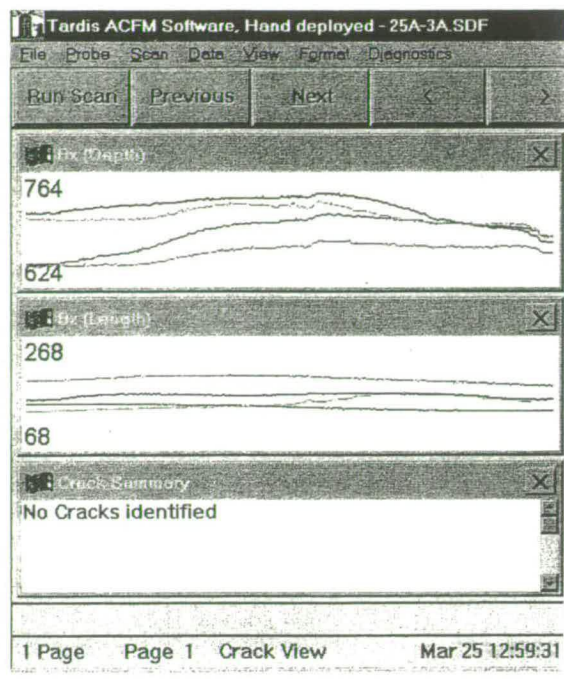 Tardis ACFM Software, Hand deployed - 25A-3A.SDF
File Probe Scan Data View Format Diagnostics
Run Scan Previous Next < >
Bx (Depth)
764
624
Bz (Length)
268
68
Crack Summary
No Cracks identified
1 Page Page 1 Crack View Mar 25 12:59:31